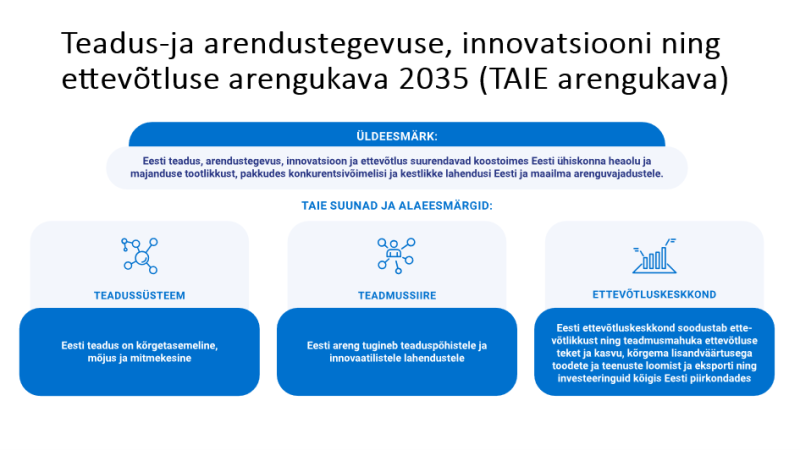 Teadus-ja arendustegevuse, innovatsiooni ning
ettevõtluse arengukava 2035 (TAIE arengukava)
ÜLDEESMÄRK:
Eesti teadus, arendustegevus, innovatsioon ja ettevõtlus suurendavad koostoimes Eesti ühiskonna heaolu ja
majanduse tootlikkust, pakkudes konkurentsivõimelisi ja kestlikke lahendusi Eesti ja maailma arenguvajadustele.
TAIE SUUNAD JA ALAEESMÄRGID:
TEADUSSÜSTEEM
Eesti teadus on kõrgetasemeline,
mõjus ja mitmekesine
TEADMUSSIIRE
Eesti areng tugineb teaduspõhistele ja
innovaatilistele lahendustele
ETTEVÕTLUSKESKKOND
Eesti ettevõtluskeskkond soodustab ette-
võtlikkust ning teadmusmahuka ettevõtluse
teket ja kasvu, kõrgema lisandväärtusega
toodete ja teenuste loomist ja eksporti ning
investeeringuid kõigis Eesti piirkondades